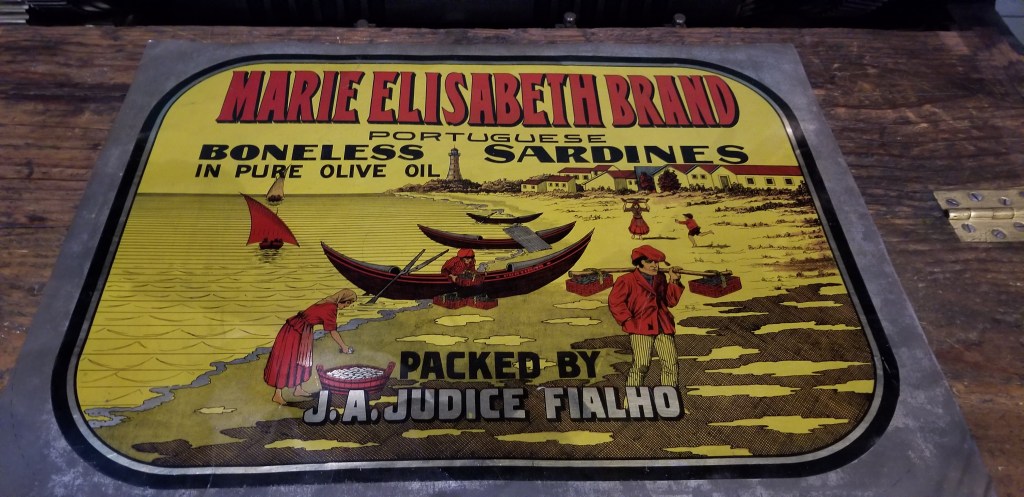 MARIE ELISABETH BRAND
PORTUGUESE
BONELESS SARDINES
IN PURE OLIVE OIL
PACKED BY
J.A. JUDICE FIALHO